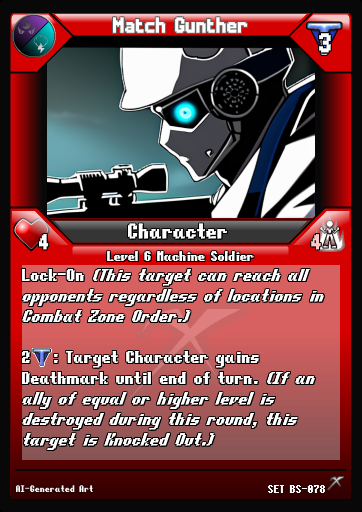 Match Gunther
3
4
Character
4
Level 6 Machine Soldier
Lock-On (This target can reach all
opponents regardless of locations in
Combat Zone Order.)
2 : Target Character gains
Deathmark until end of turn. (If an
ally of equal or higher level is
destroyed during this round, this
target is Knocked Out.)
AI-Generated Art
SET BS-078